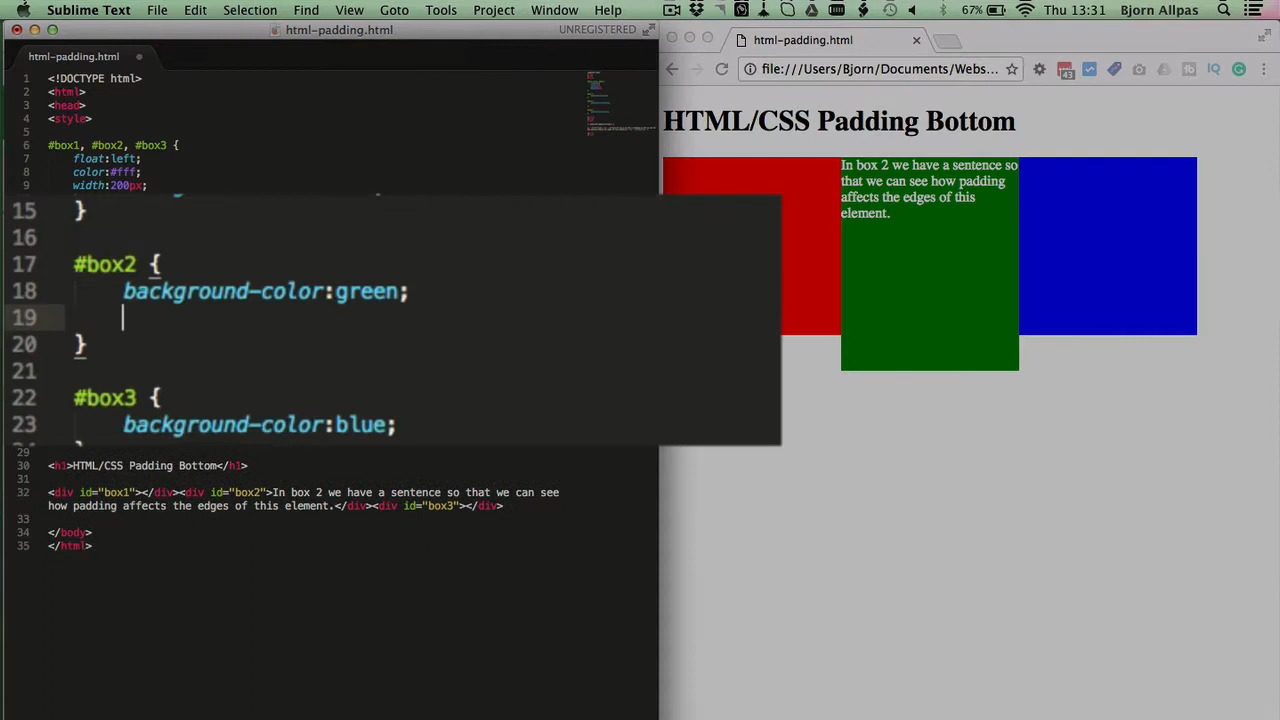 Sublime Text File Edit Selection Find View Goto Tools Project Window Help 67% Thu 13:31 Bjorn Allpas
html-padding.html UNREGISTERED
html-padding.html
1 <!DOCTYPE html>
2 <html>
3 <head>
4 <style>
5
6 #box1, #box2, #box3 {
7 float:left;
8 color:#fff;
9 width:200px;
15 }
16
17 #box2 {
18 background-color:green;
19
20 }
21
22 #box3 {
23 background-color:blue;
29
30 <h1>HTML/CSS Padding Bottom</h1>
31
32 <div id="box1"></div><div id="box2">In box 2 we have a sentence so that we can see
how padding affects the edges of this element.</div><div id="box3"></div>
33
34 </body>
35 </html>
html-padding.html
file:///Users/Bjorn/Documents/Webs...
43
HTML/CSS Padding Bottom
In box 2 we have a sentence so
that we can see how padding
affects the edges of this
element.